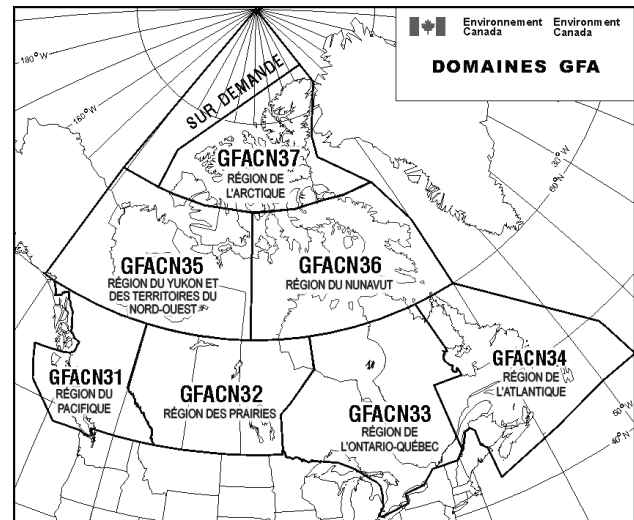 Environnement Environment
Canada Canada
DOMAINES GFA
180°W
160°W
SUR DEMANDE
GFACN37
RÉGION DE
L'ARCTIQUE
30°W
60°N
GFACN35
RÉGION DU YUKON ET
DES TERRITOIRES DU
NORD-OUEST
GFACN36
RÉGION DU NUNAVUT
GFACN31
RÉGION DU
PACIFIQUE
GFACN32
RÉGION DES PRAIRIES
GFACN33
RÉGION DE
L'ONTARIO-QUÉBEC
GFACN34
RÉGION DE
L'ATLANTIQUE
50°W
40°N